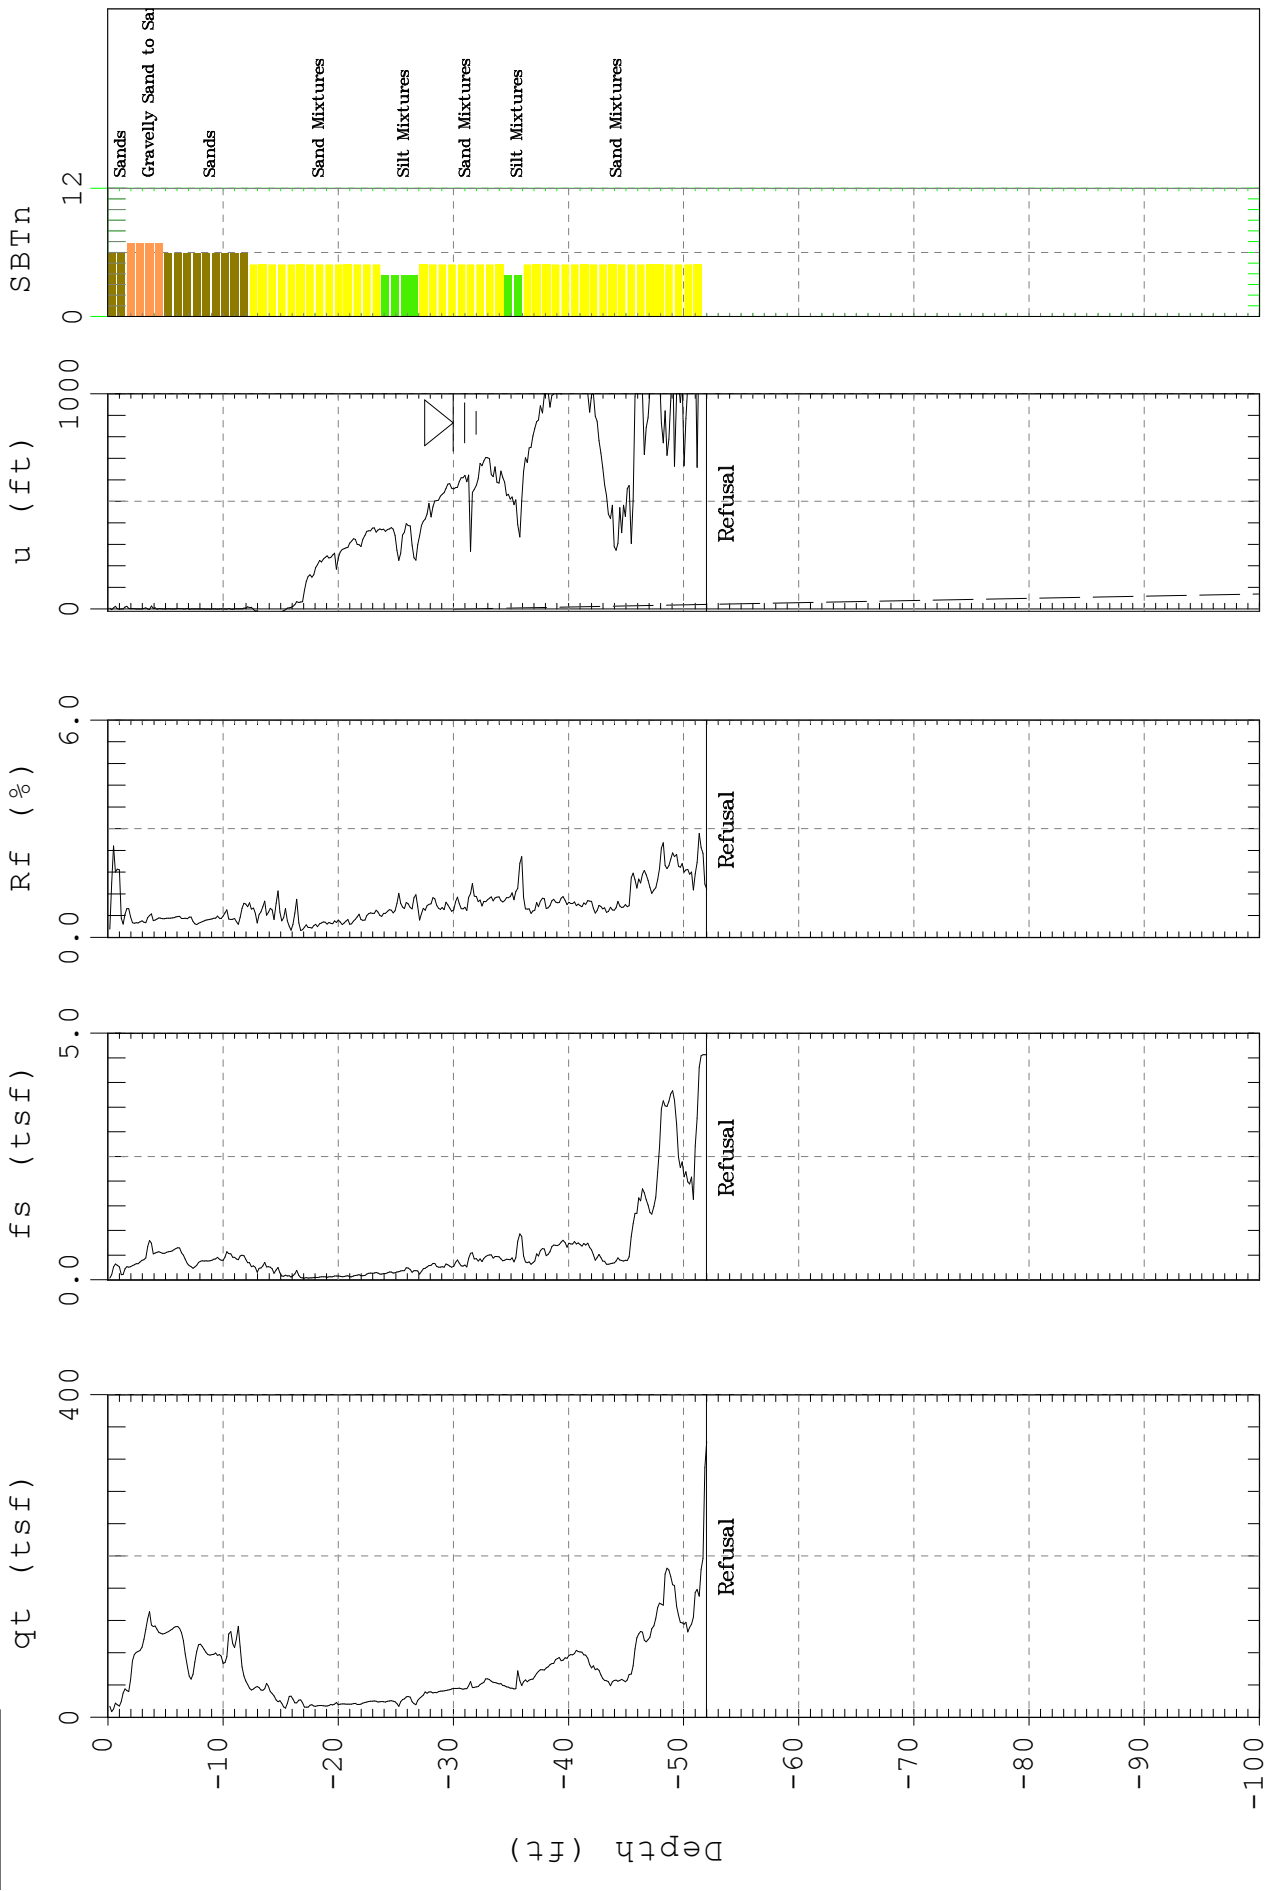 qt (tsf)
0
400
fs (tsf)
0.0
5.0
Rf (%)
0.0
6.0
u (ft)
0
1000
SBTn
0
12
Depth (ft)
0
-10
-20
-30
-40
-50
-60
-70
-80
-90
-100
Refusal
Refusal
Refusal
Refusal
Sands
Gravelly Sand to Sa
Sands
Sand Mixtures
Silt Mixtures
Sand Mixtures
Silt Mixtures
Sand Mixtures